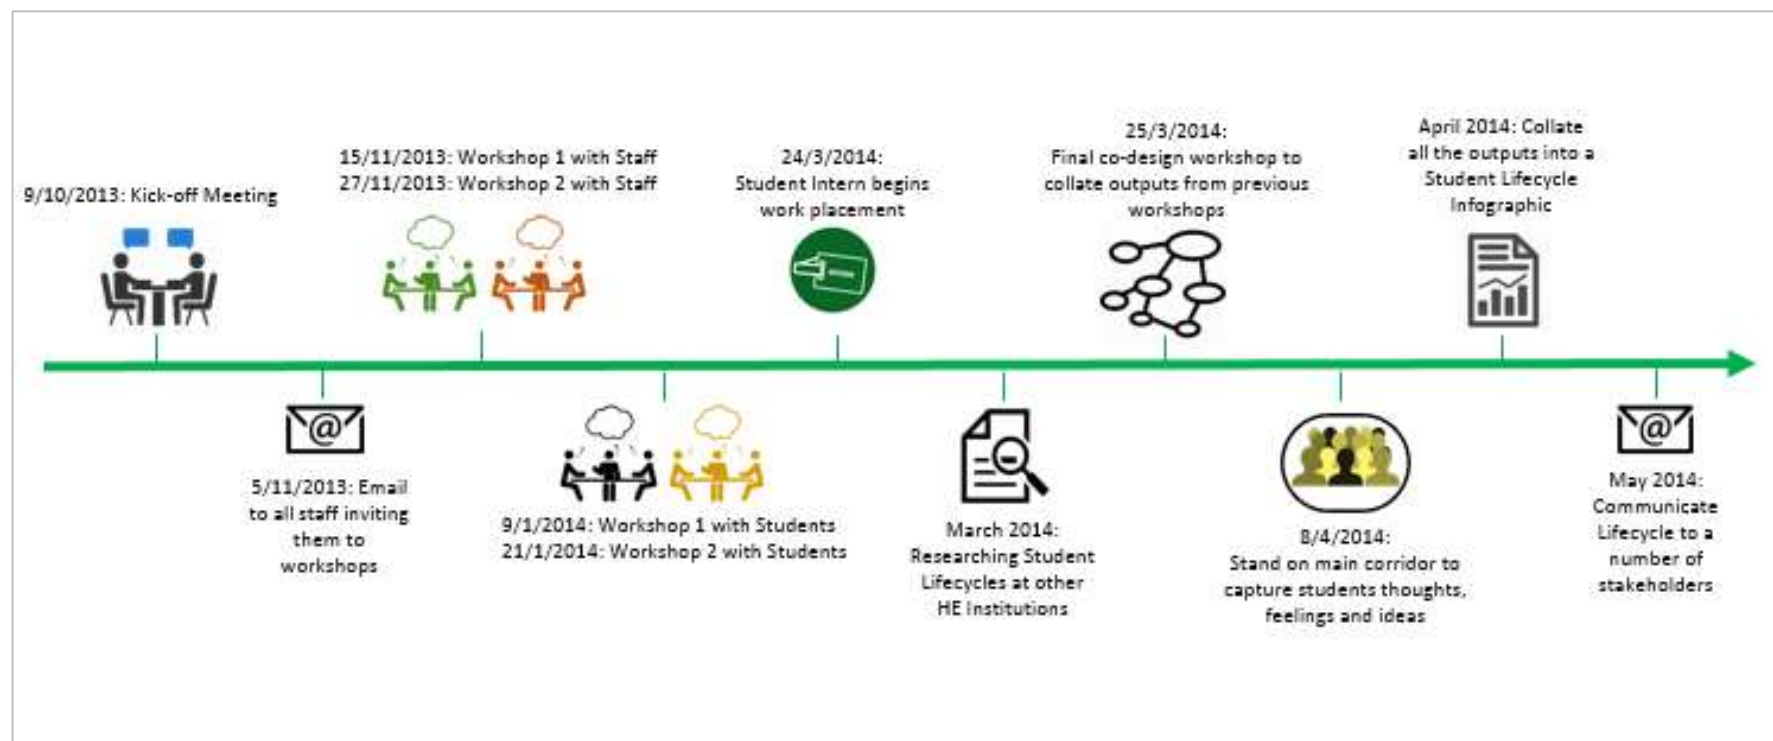 9/10/2013: Kick-off Meeting
5/11/2013: Email
to all staff inviting
them to
workshops
15/11/2013: Workshop 1 with Staff
27/11/2013: Workshop 2 with Staff
9/1/2014: Workshop 1 with Students
21/1/2014: Workshop 2 with Students
24/3/2014:
Student Intern begins
work placement
March 2014:
Researching Student
Lifecycles at other
HE Institutions
25/3/2014:
Final co-design workshop to
collate outputs from previous
workshops
8/4/2014:
Stand on main corridor to
capture students thoughts,
feelings and ideas
April 2014: Collate
all the outputs into a
Student Lifecycle
Infographic
May 2014:
Communicate
Lifecycle to a
number of
stakeholders
@
@